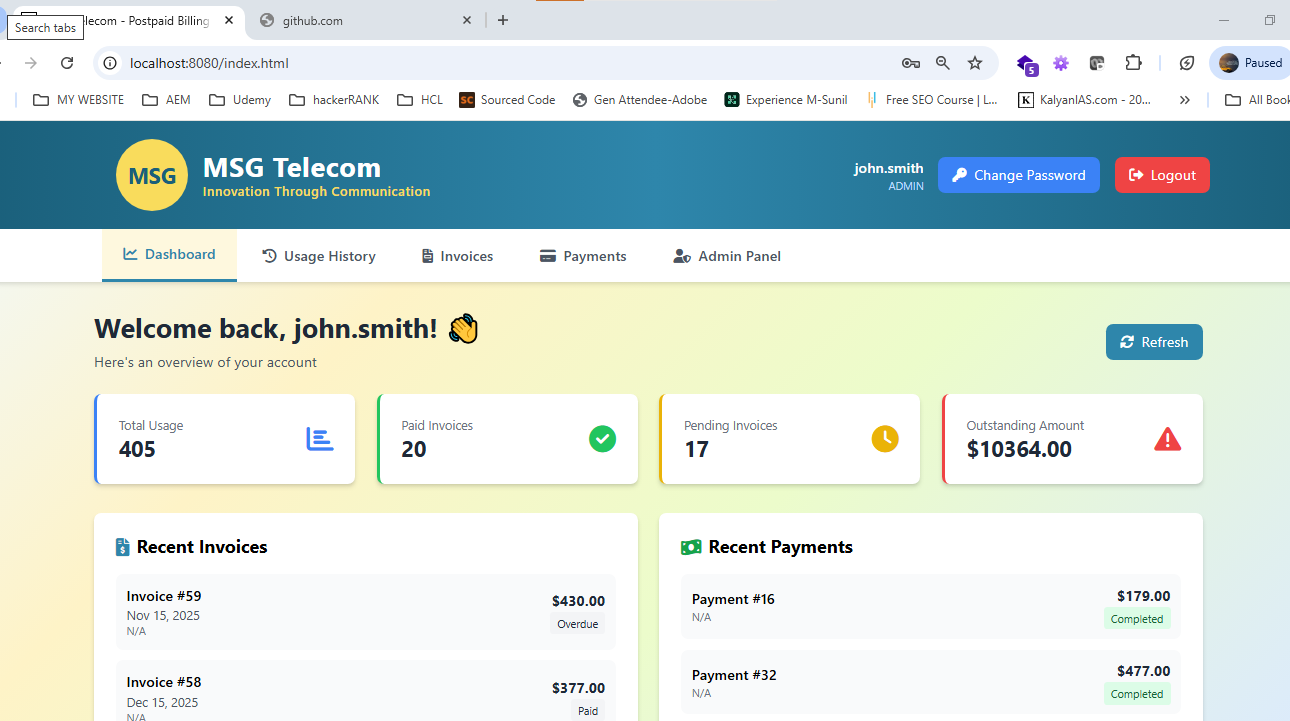 elecom - Postpaid Billing
github.com
Search tabs
localhost:8080/index.html
5
Paused
MY WEBSITE
AEM
Udemy
hackerRANK
HCL
SC
Sourced Code
Gen Attendee-Adobe
Experience M-Sunil
Free SEO Course | L...
K
KalyanIAS.com - 20...
All Book
MSG
MSG Telecom
Innovation Through Communication
john.smith
ADMIN
Change Password
Logout
Dashboard
Usage History
Invoices
Payments
Admin Panel
Welcome back, john.smith! 👋
Here's an overview of your account
Refresh
Total Usage
405
Paid Invoices
20
Pending Invoices
17
Outstanding Amount
$10364.00
Recent Invoices
Invoice #59
Nov 15, 2025
N/A
$430.00
Overdue
Invoice #58
Dec 15, 2025
N/A
$377.00
Paid
Recent Payments
Payment #16
N/A
$179.00
Completed
Payment #32
N/A
$477.00
Completed